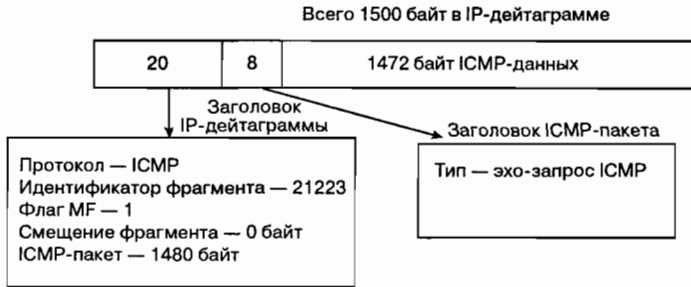 Всего 1500 байт в IP-дейтаграмме
20
8
1472 байт ICMP-данных
Заголовок
IP-дейтаграммы
Заголовок ICMP-пакета
Протокол — ICMP
Идентификатор фрагмента — 21223
Флаг MF — 1
Смещение фрагмента — 0 байт
ICMP-пакет — 1480 байт
Тип — эхо-запрос ICMP